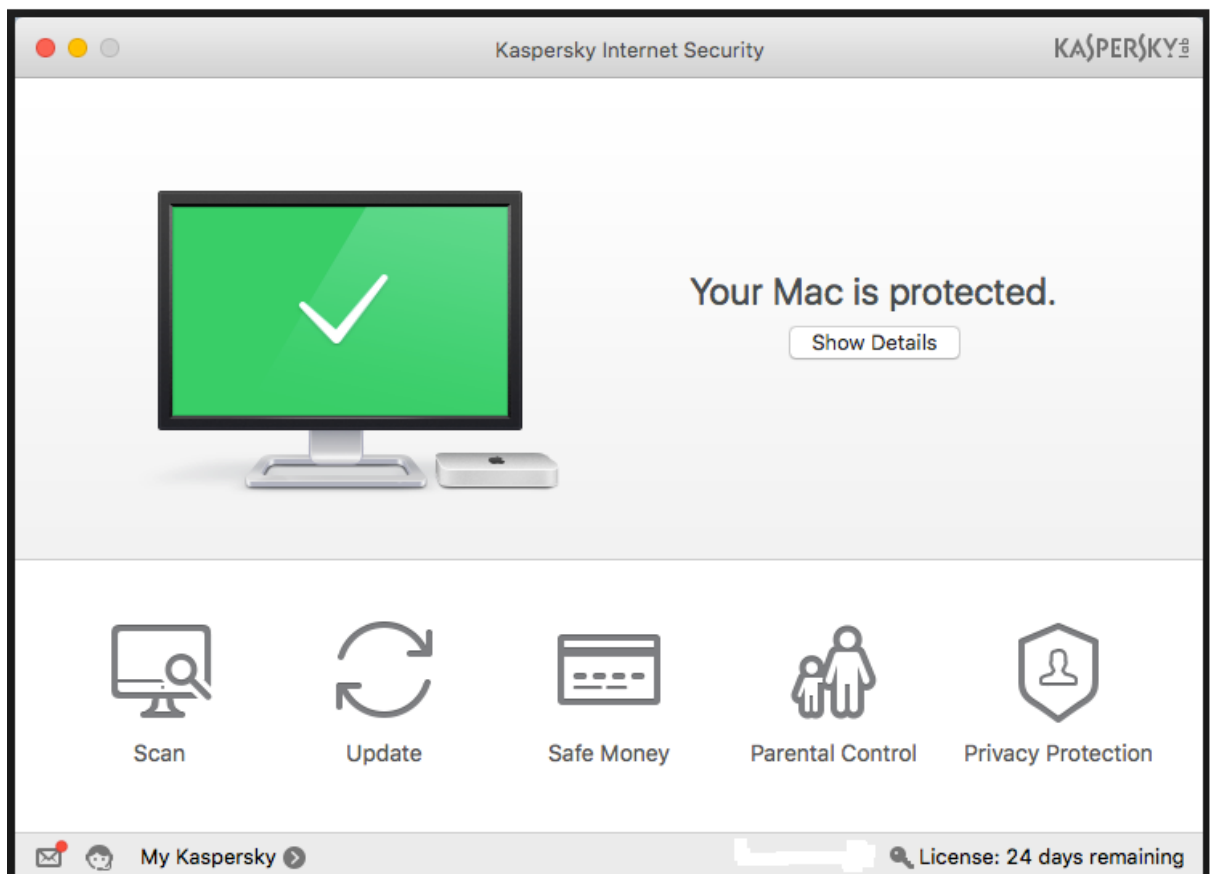 Kaspersky Internet Security
KASPERSKY lab
Your Mac is protected.
Show Details
Scan
Update
Safe Money
Parental Control
Privacy Protection
My Kaspersky
License: 24 days remaining